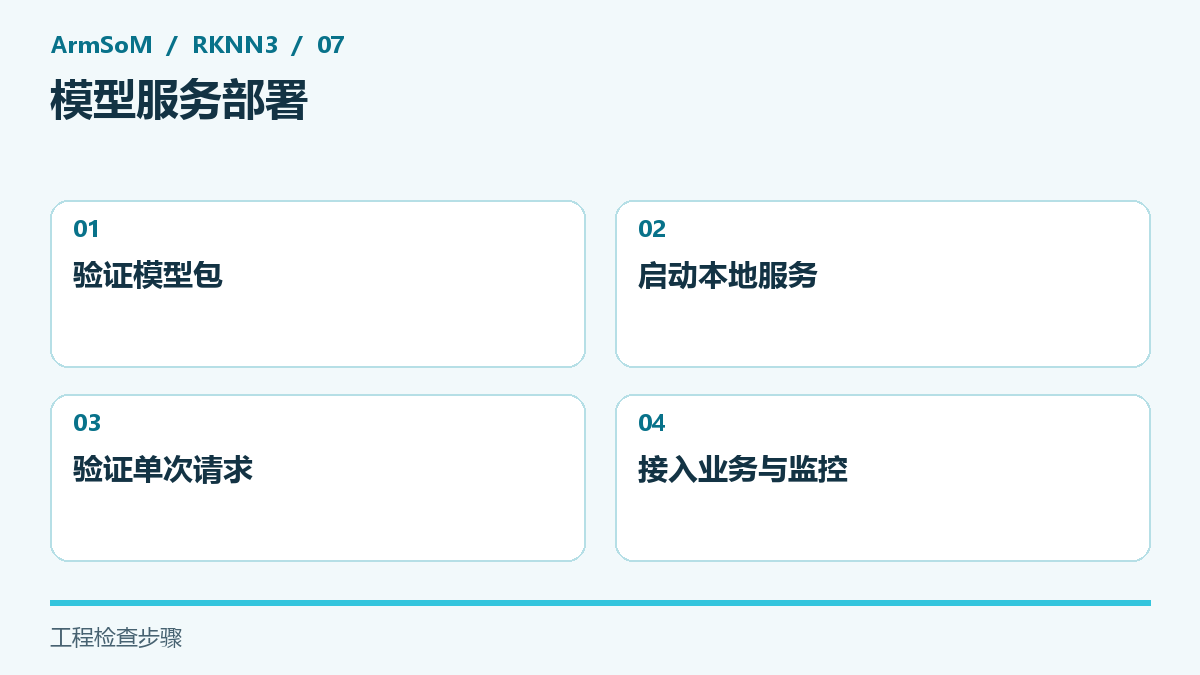 ArmSoM / RKNN3 / 07
模型服务部署
01
验证模型包
02
启动本地服务
03
验证单次请求
04
接入业务与监控
工程检查步骤